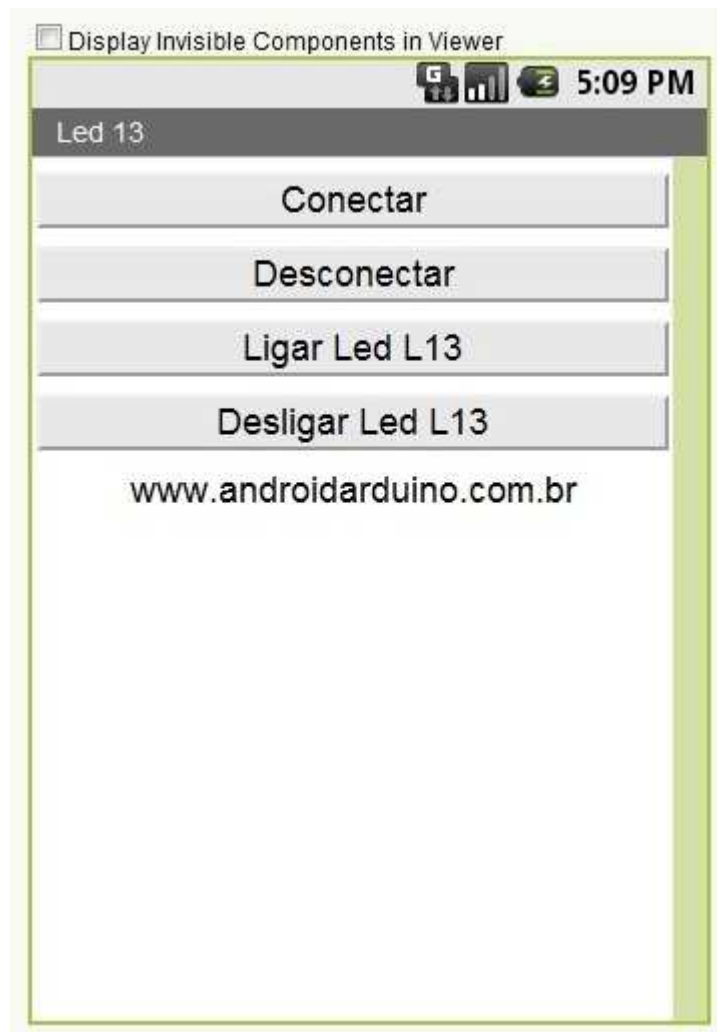 Display Invisible Components in Viewer
G 5:09 PM
Led 13
Conectar
Desconectar
Ligar Led L13
Desligar Led L13
www.androidarduino.com.br